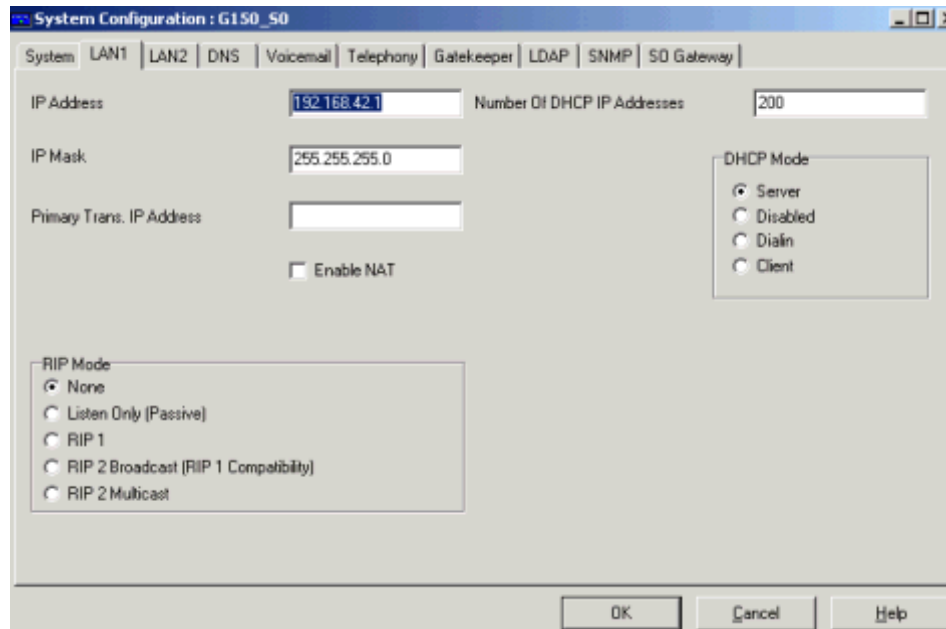 System Configuration : G150_S0
System LAN1 LAN2 DNS Voicemail Telephony Gatekeeper LDAP SNMP SO Gateway
IP Address 192.168.42.1 Number Of DHCP IP Addresses 200
IP Mask 255.255.255.0
DHCP Mode
Server
Disabled
Dialin
Client
Primary Trans. IP Address
Enable NAT
RIP Mode
None
Listen Only (Passive)
RIP 1
RIP 2 Broadcast (RIP 1 Compatibility)
RIP 2 Multicast
OK Cancel Help